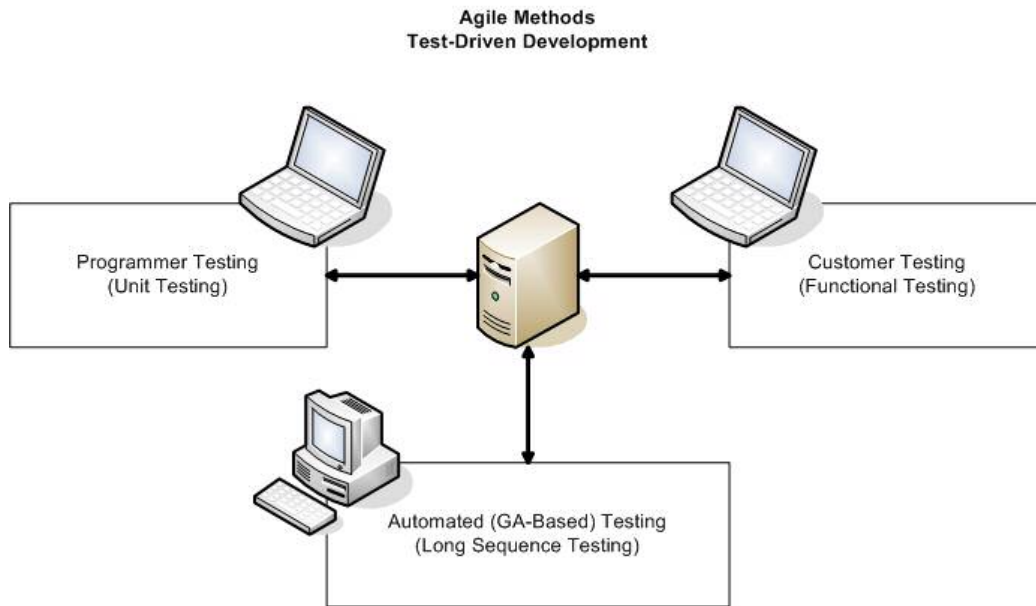 Agile Methods
Test-Driven Development
Programmer Testing
(Unit Testing)
Customer Testing
(Functional Testing)
Automated (GA-Based) Testing
(Long Sequence Testing)